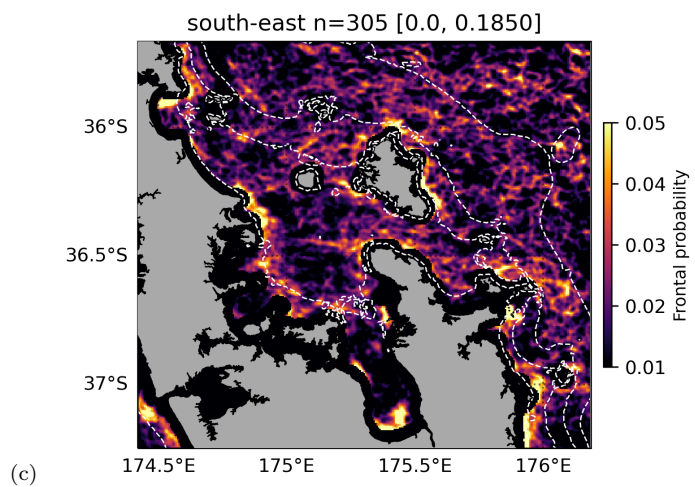 south-east n=305 [0.0, 0.1850]
36°S
36.5°S
37°S
174.5°E 175°E 175.5°E 176°E
0.05
0.04
0.03
0.02
0.01
Frontal probability
(c)